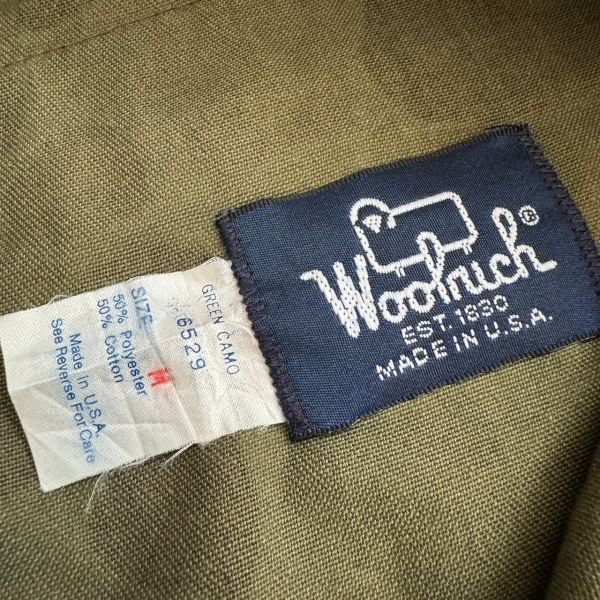 Woolrich®
EST. 1830
MADE IN U.S.A.
GREEN CAMO
6529
SIZE M
50% Polyester
50% Cotton
Made in U.S.A.
See Reverse For Care